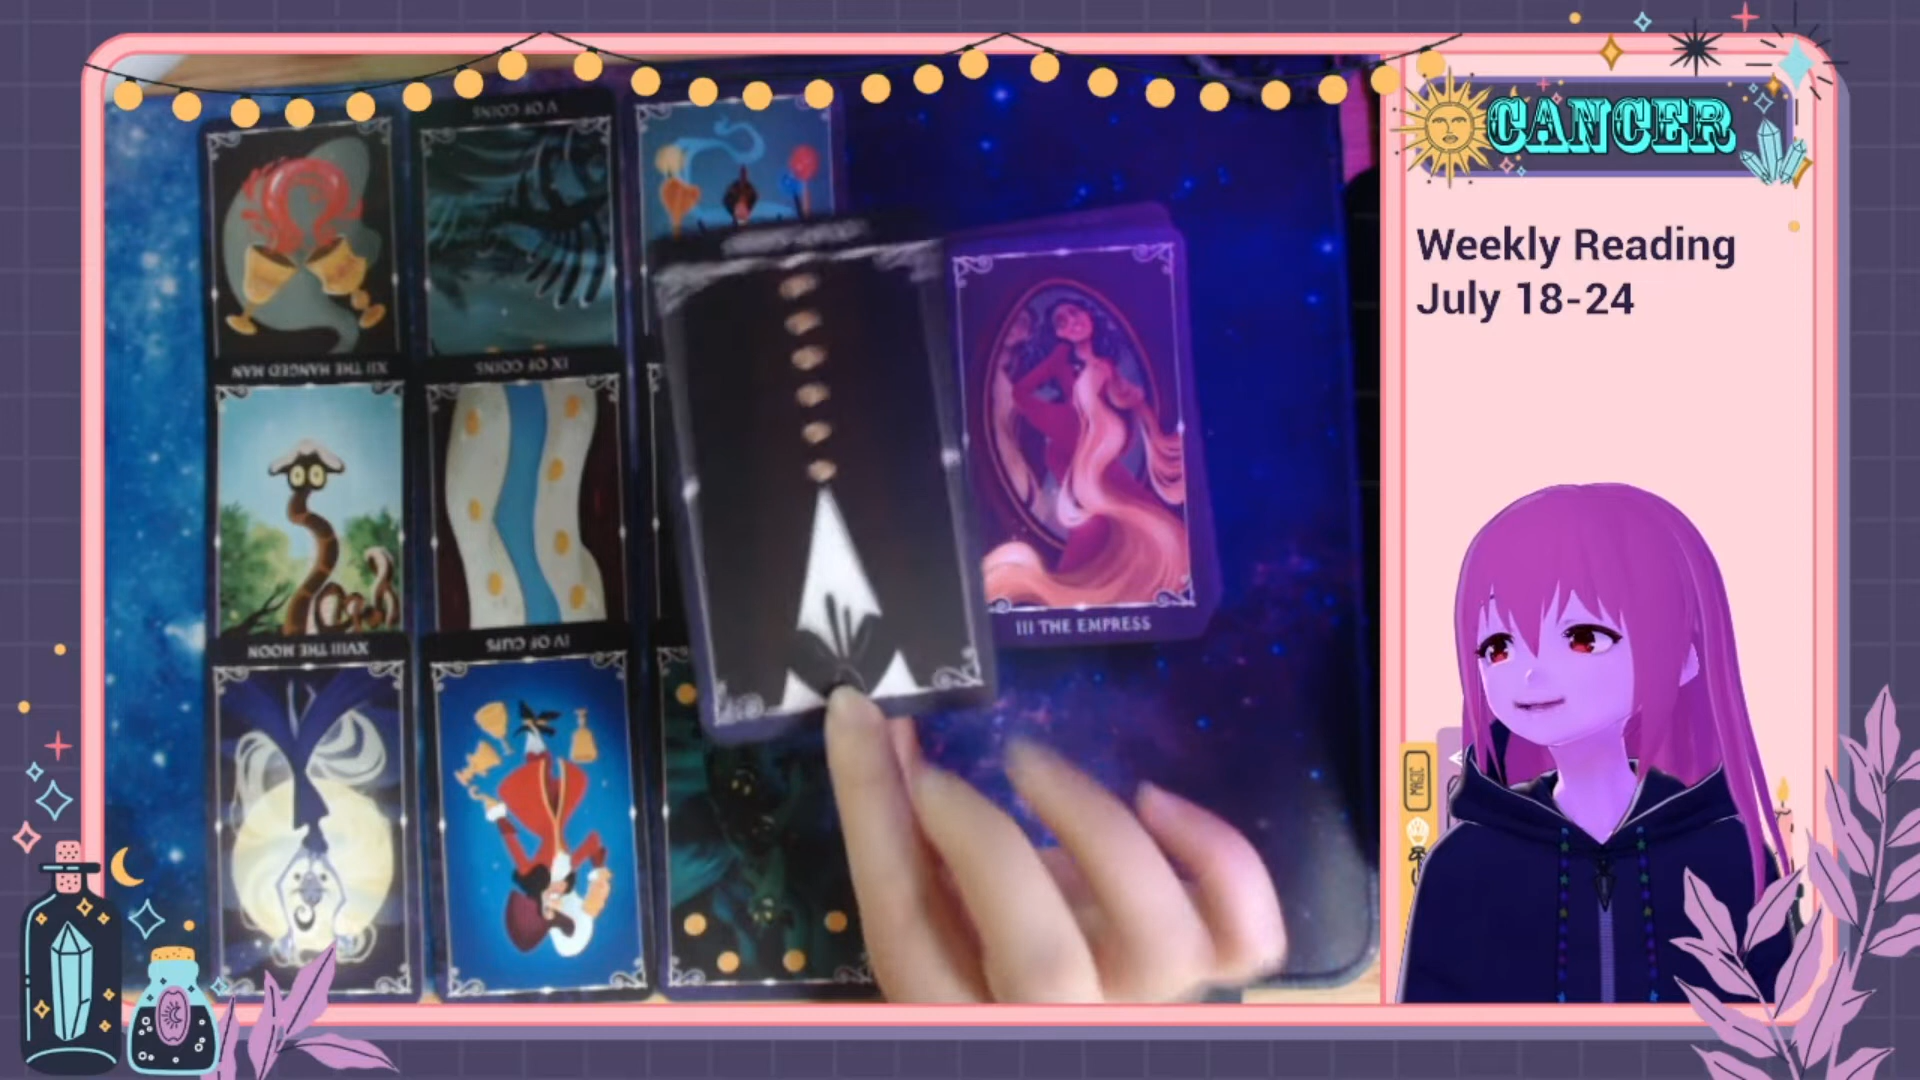 CANCER
Weekly Reading
July 18-24
V OF COINS
XII THE HANGED MAN
IX OF COINS
III THE EMPRESS
XVIII THE MOON
IV OF CUPS
MAGIC